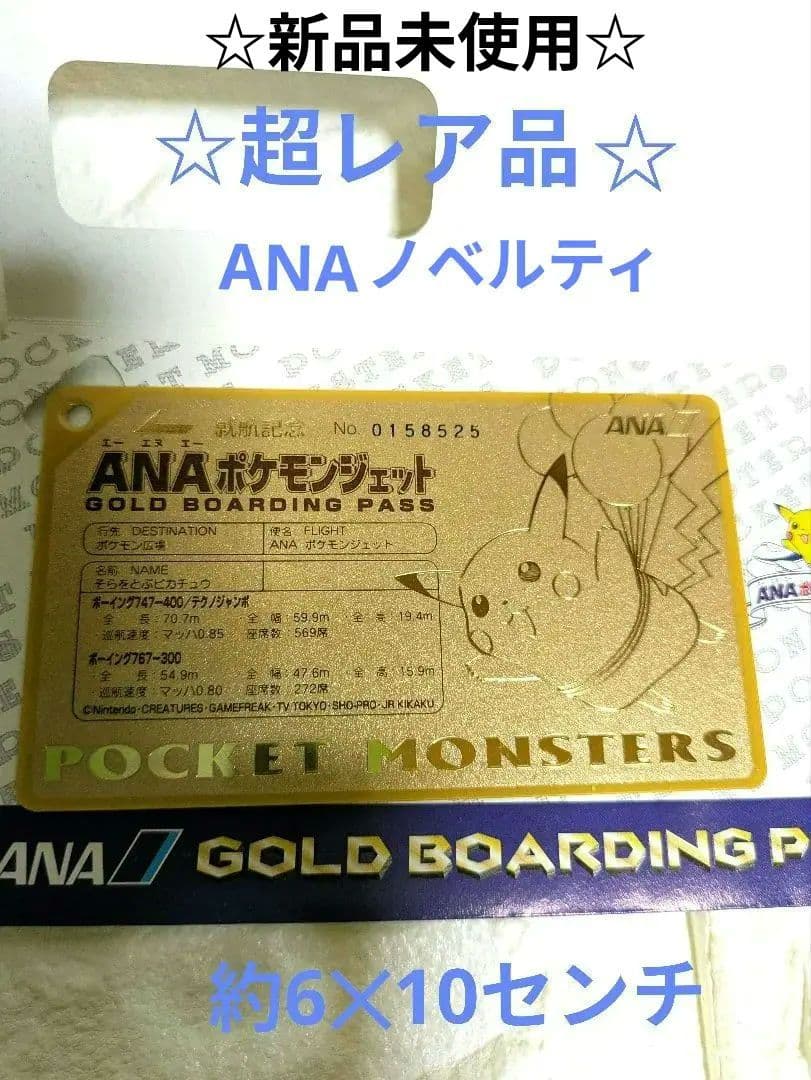 ☆新品未使用☆
☆超レア品☆
ANAノベルティ
就航記念 No. 0158525 ANA
エー エヌ エー
ANAポケモンジェット
GOLD BOARDING PASS
行先 DESTINATION 便名 FLIGHT
ポケモン広場 ANA ポケモンジェット
名前 NAME
そらをとぶピカチュウ
ボーイング747-400/テクノジャンボ
全 長:70.7m 全 幅:59.9m 全 高:19.4m
巡航速度:マッハ0.85 座席数:569席
ボーイング767-300
全 長:54.9m 全 幅:47.6m 全 高:15.9m
巡航速度:マッハ0.80 座席数:272席
©Nintendo・CREATURES・GAMEFREAK・TV TOKYO・SHO-PRO・JR KIKAKU
POCKET MONSTERS
ANA GOLD BOARDING PA
約6×10センチ